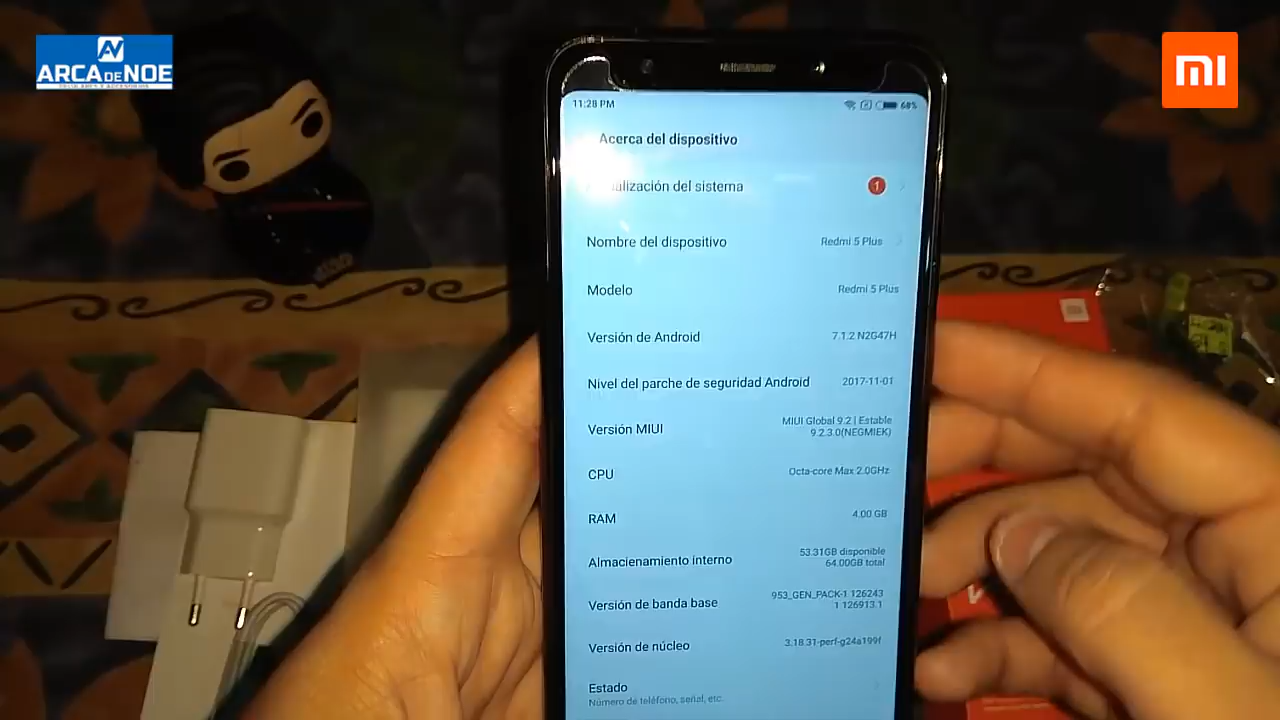 AV
ARCA DE NOE
CELULARES Y ACCESORIOS
MI
11:28 PM
68%
Acerca del dispositivo
alización del sistema
1
Nombre del dispositivo
Redmi 5 Plus
Modelo
Redmi 5 Plus
Versión de Android
7.1.2 N2G47H
Nivel del parche de seguridad Android
2017-11-01
Versión MIUI
MIUI Global 9.2 | Estable
9.2.3.0(NEGMIEK)
CPU
Octa-core Max 2.0GHz
RAM
4.00 GB
Almacenamiento interno
53.31GB disponible
64.00GB total
Versión de banda base
953_GEN_PACK-1 126243
1 126913.1
Versión de núcleo
3.18.31-perf-g24a199f
Estado
Número de teléfono, señal, etc.